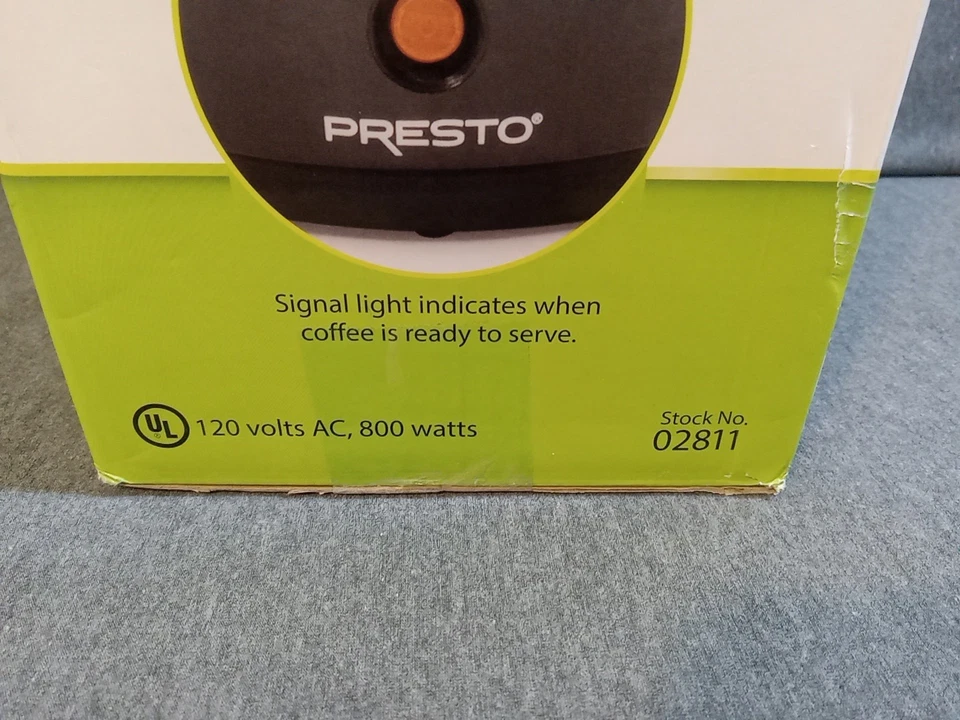 PRESTO®
Signal light indicates when
coffee is ready to serve.
UL® 120 volts AC, 800 watts
Stock No.
02811